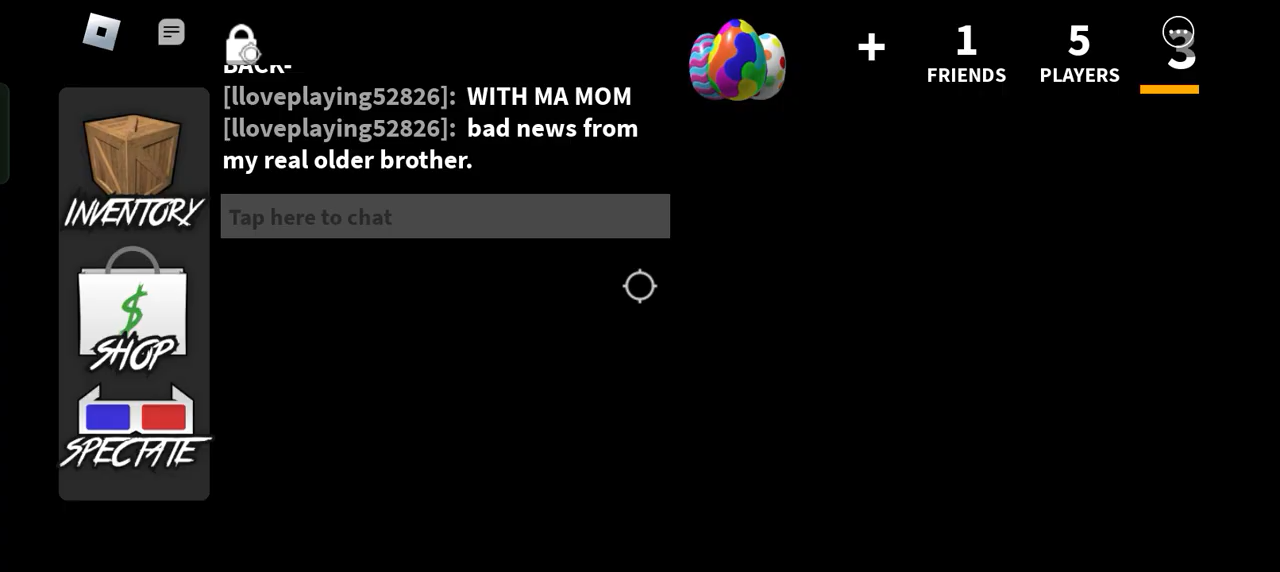 BACK-
[lloveplaying52826]: WITH MA MOM
[lloveplaying52826]: bad news from
my real older brother.
Tap here to chat
+
1
FRIENDS
5
PLAYERS
3
INVENTORY
$
SHOP
SPECTATE